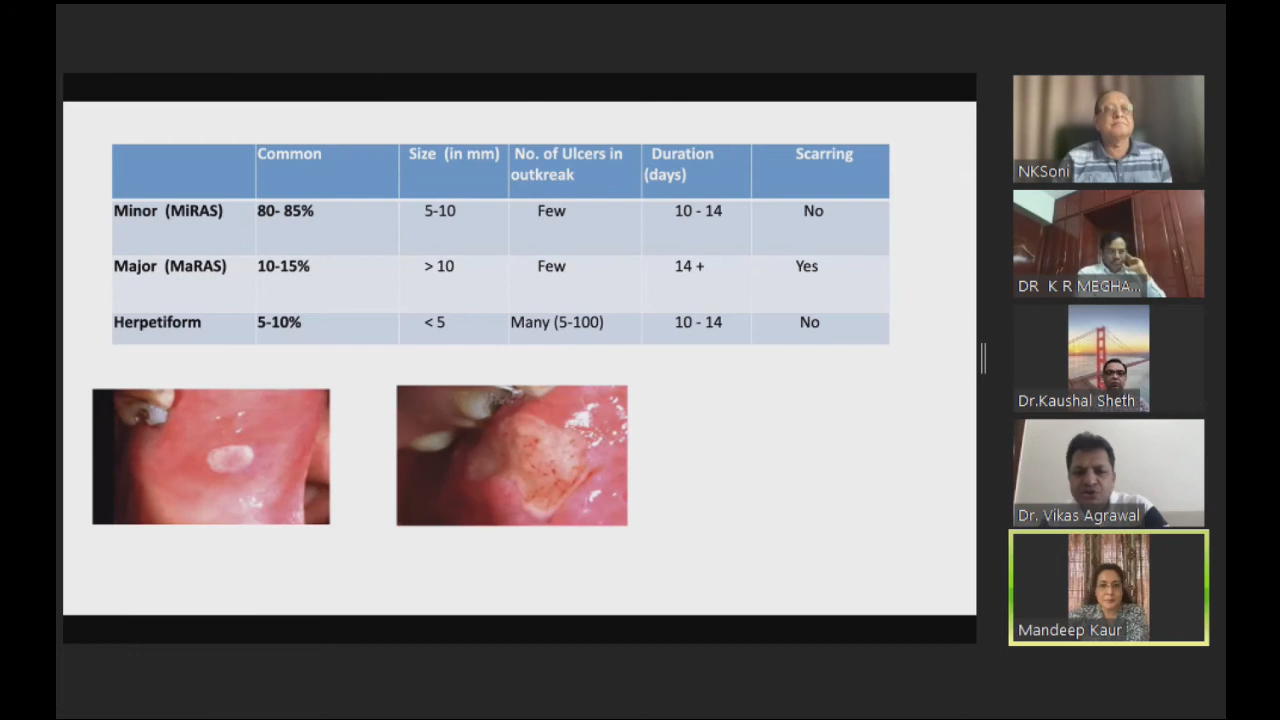 Common Size (in mm) No. of Ulcers in Duration Scarring
outkreak (days)
Minor (MiRAS) 80- 85% 5-10 Few 10 - 14 No
Major (MaRAS) 10-15% > 10 Few 14 + Yes
Herpetiform 5-10% < 5 Many (5-100) 10 - 14 No
NKSoni
DR K R MEGHA...
Dr.Kaushal Sheth
Dr. Vikas Agrawal
Mandeep Kaur